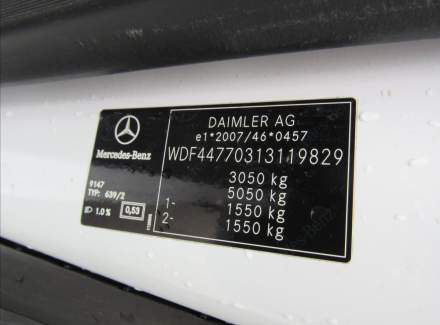 DAIMLER AG
e1*2007/46*0457
WDF44770313119829
3050 kg
5050 kg
1- 1550 kg
2- 1550 kg
Mercedes-Benz
9147
TYP: 639/2
1.0 % 0,53